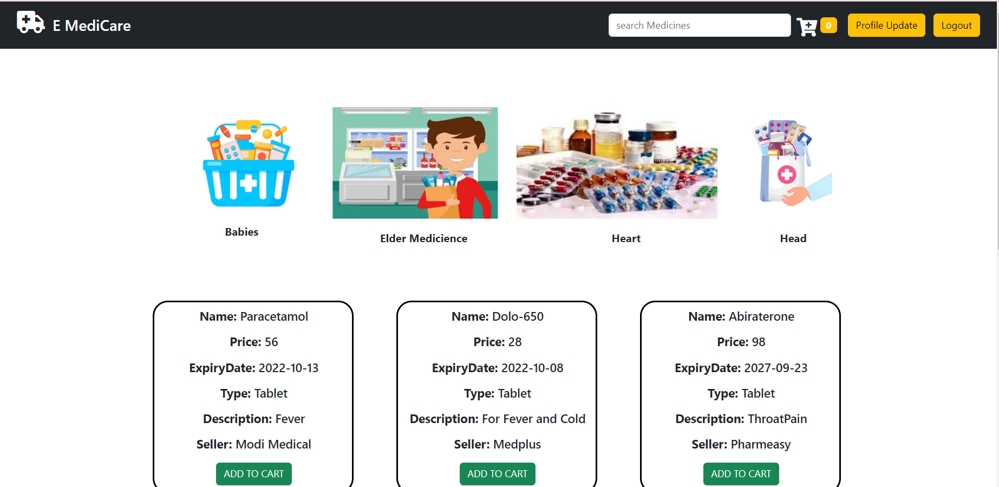 E MediCare
search Medicines
0
Profile Update
Logout
Babies
Elder Medicience
Heart
Head
Name: Paracetamol
Price: 56
ExpiryDate: 2022-10-13
Type: Tablet
Description: Fever
Seller: Modi Medical
ADD TO CART
Name: Dolo-650
Price: 28
ExpiryDate: 2022-10-08
Type: Tablet
Description: For Fever and Cold
Seller: Medplus
ADD TO CART
Name: Abiraterone
Price: 98
ExpiryDate: 2027-09-23
Type: Tablet
Description: ThroatPain
Seller: Pharmeasy
ADD TO CART